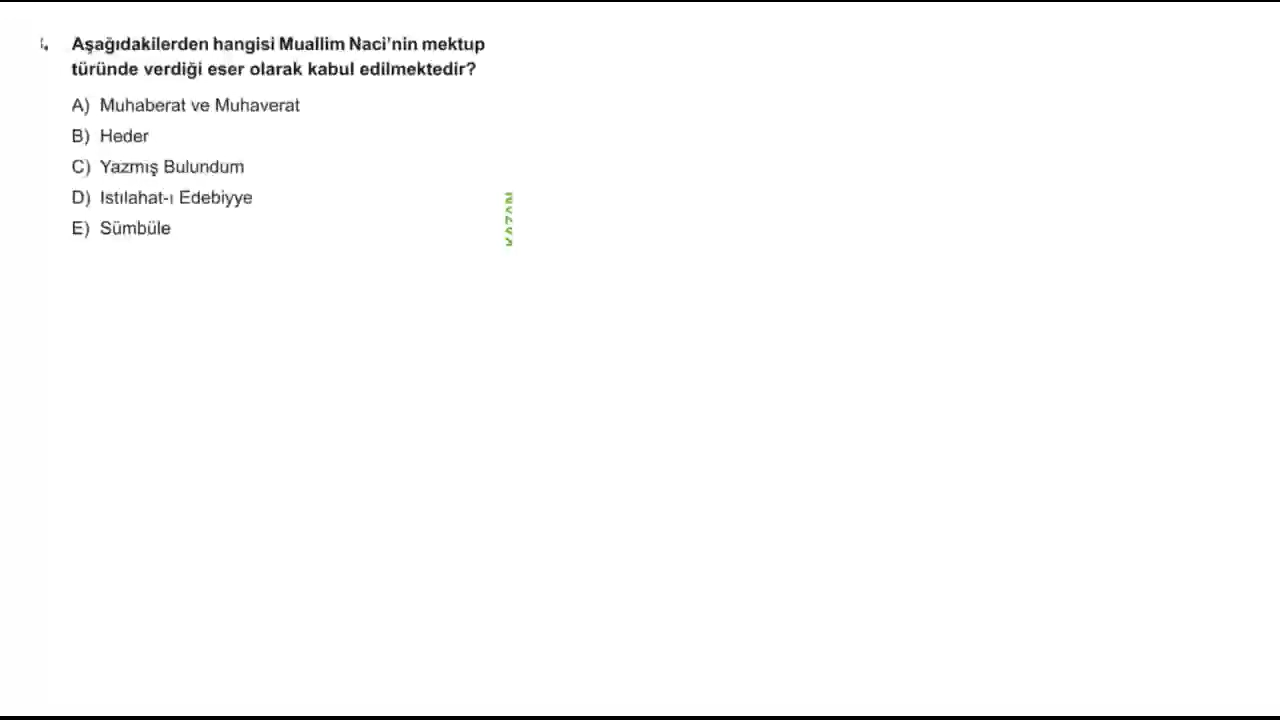 Aşağıdakilerden hangisi Muallim Naci'nin mektup
türünde verdiği eser olarak kabul edilmektedir?
A) Muhaberat ve Muhaverat
B) Heder
C) Yazmış Bulundum
D) Istılahat-ı Edebiyye
E) Sümbüle